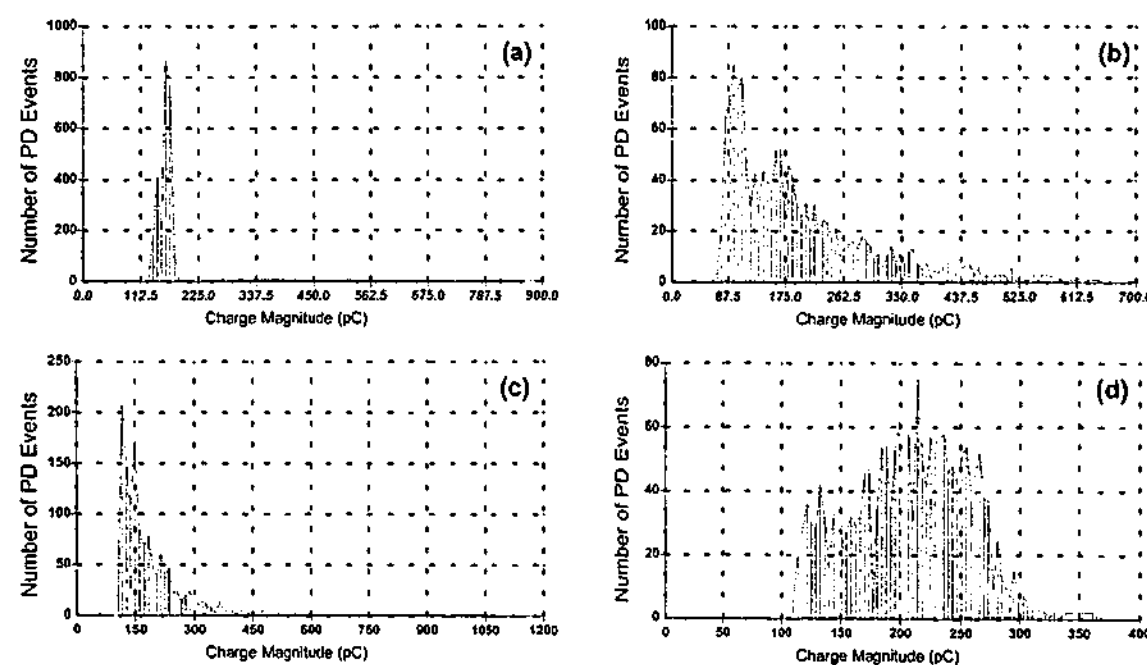 (a)
Number of PD Events
1000
800
600
400
200
0
0.0 112.5 225.0 337.5 450.0 562.5 675.0 787.5 900.0
Charge Magnitude (pC)
(b)
Number of PD Events
100
80
60
40
20
0
0.0 87.5 175.0 262.5 350.0 437.5 525.0 612.5 700.0
Charge Magnitude (pC)
(c)
Number of PD Events
250
200
150
100
50
0
0 150 300 450 600 750 900 1050 1200
Charge Magnitude (pC)
(d)
Number of PD Events
80
60
40
20
0
0 50 100 150 200 250 300 350 400
Charge Magnitude (pC)